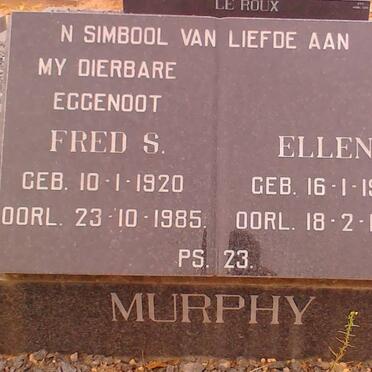 LE ROUX
'N SIMBOOL VAN LIEFDE AAN
MY DIERBARE
EGGENOOT
FRED S.
GEB. 10-1-1920
OORL. 23-10-1985.
ELLEN
GEB. 16-1-19
OORL. 18-2-1
PS. 23.
MURPHY